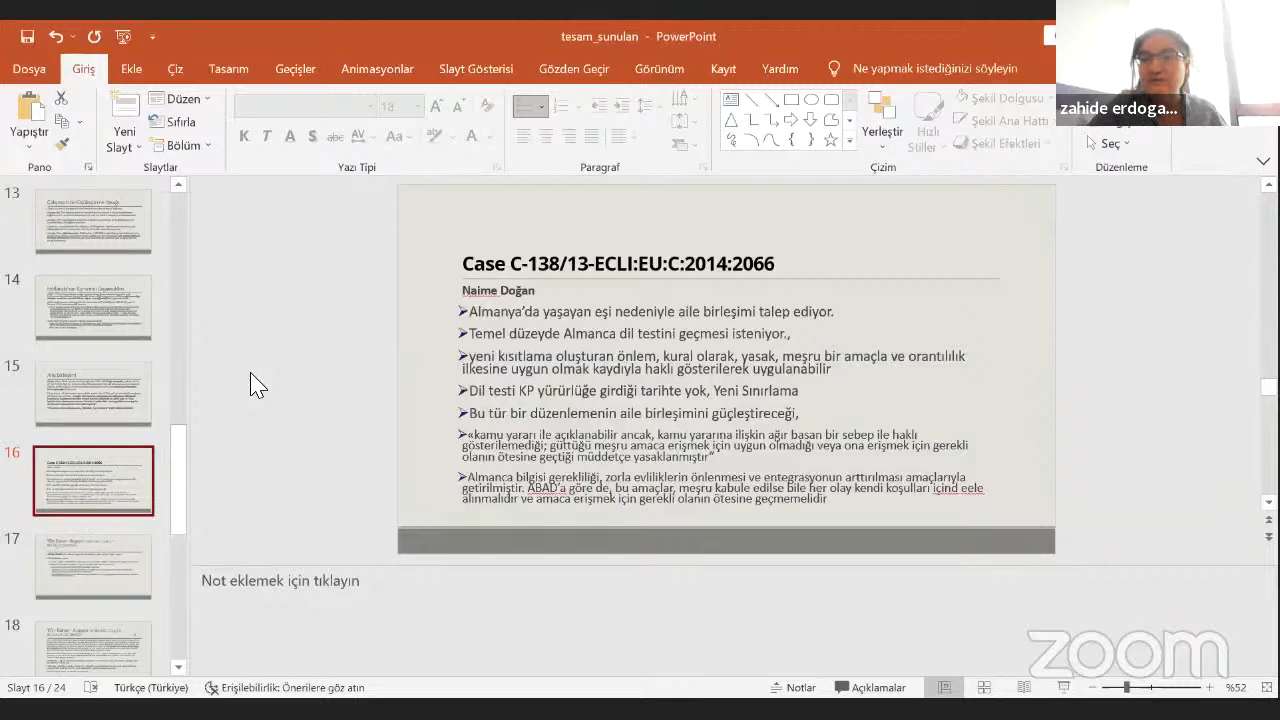 tesam_sunulan - PowerPoint
zahide erdoga...
Dosya Giriş Ekle Çiz Tasarım Geçişler Animasyonlar Slayt Gösterisi Gözden Geçir Görünüm Kayıt Yardım Ne yapmak istediğinizi söyleyin
Yapıştır
Yeni Slayt
Düzen
Sıfırla
Bölüm
13
K T A S abc AV Aa A
Yerleştir
Hızlı Stiller
Şekil Dolgusu
Şekil Ana Hattı
Şekil Efektleri
Seç
Pano Slaytlar Yazı Tipi Paragraf Çizim Düzenleme
13
14
15
16
17
18
Case C-138/13-ECLI:EU:C:2014:2066
Naime Doğan
Almanya’da yaşayan eşi nedeniyle aile birleşimi talep ediyor.
Temel düzeyde Almanca dil testini geçmesi isteniyor.,
yeni kısıtlama oluşturan önlem, kural olarak, yasak, meşru bir amaçla ve orantılılık
ilkesine uygun olmak kaydıyla haklı gösterilerek uygulanabilir
Dil testi KP yürürlüğe girdiği tarihte yok, Yeni Sınırlama
Bu tür bir düzenlemenin aile birleşimini güçleştireceği,
«kamu yararı ile açıklanabilir ancak, kamu yararına ilişkin ağır basan bir sebep ile haklı
gösterilemediği; güttüğü meşru amaca erişmek için uygun olmadığı veya ona erişmek için gerekli
olanın ötesine geçtiği müddetçe yasaklanmıştır”
Almanca bilgisi gerekliliği, zorla evliliklerin önlenmesi ve entegrasyonun arttırılması amaçlarıyla
getirilmiştir. ABAD’a göre de, bu amaçlar, meşru kabule edilse bile her olay kendi koşulları içind eele
alınmalıdır ve amaca erişmek için gerekli olanın ötesine geçmemelidir
Not eklemek için tıklayın
zoom
Slayt 16 / 24 Türkçe (Türkiye) Erişilebilirlik: Önerilere göz atın Notlar Açıklamalar %52